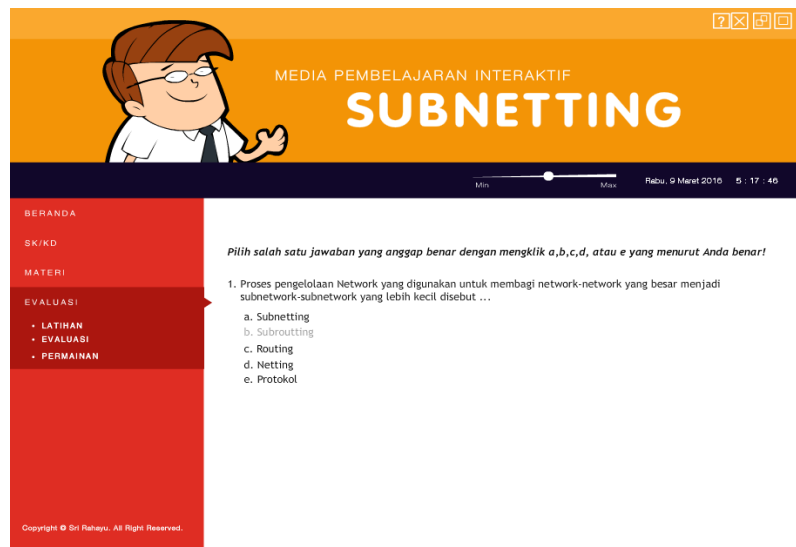 ?
MEDIA PEMBELAJARAN INTERAKTIF
SUBNETTING
Min
Max
Rabu, 9 Maret 2016 5 : 17 : 46
BERANDA
SK/KD
MATERI
EVALUASI
• LATIHAN
• EVALUASI
• PERMAINAN
Copyright © Sri Rahayu. All Right Reserved.
Pilih salah satu jawaban yang anggap benar dengan mengklik a,b,c,d, atau e yang menurut Anda benar!
1. Proses pengelolaan Network yang digunakan untuk membagi network-network yang besar menjadi
subnetwork-subnetwork yang lebih kecil disebut ...
a. Subnetting
b. Subroutting
c. Routing
d. Netting
e. Protokol